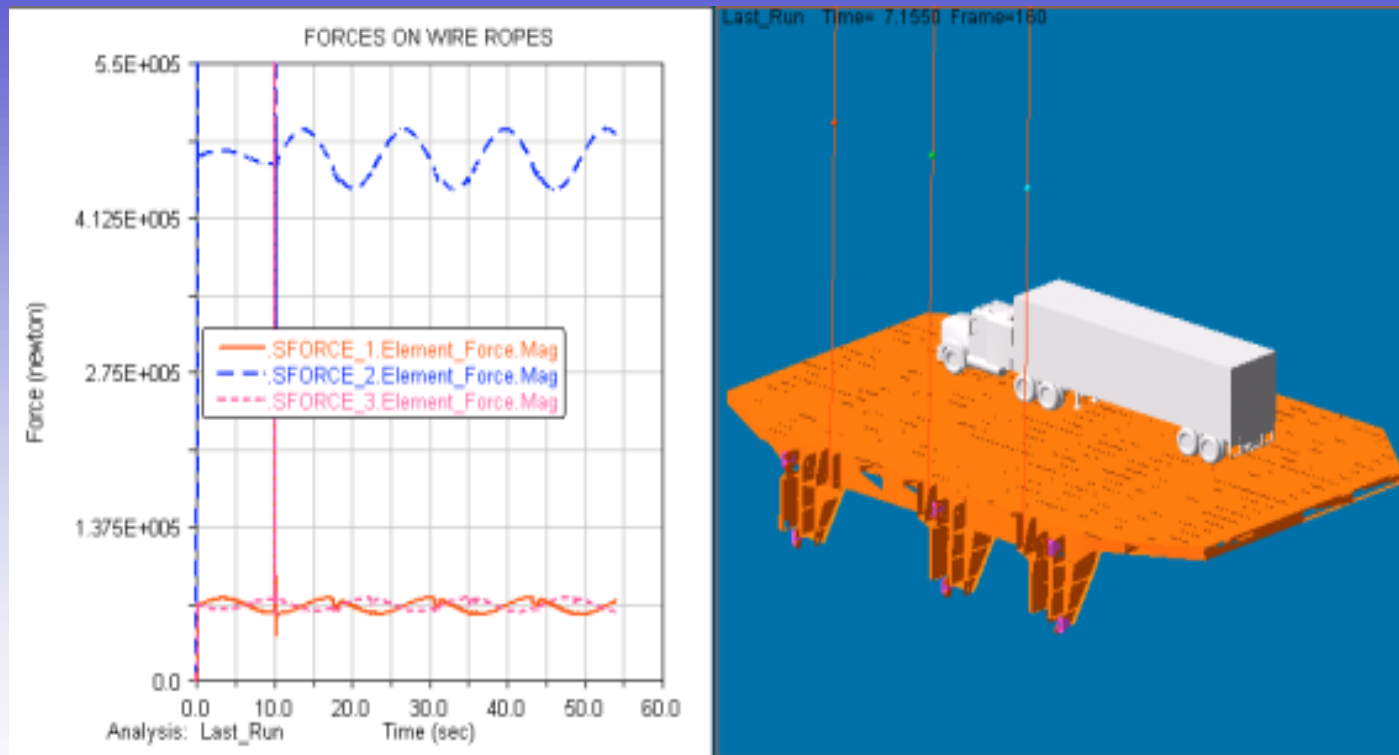 FORCES ON WIRE ROPES
5.5E+005
4.125E+005
2.75E+005
1.375E+005
0.0
Force (newton)
.SFORCE_1.Element_Force.Mag
.SFORCE_2.Element_Force.Mag
.SFORCE_3.Element_Force.Mag
0.0 10.0 20.0 30.0 40.0 50.0 60.0
Analysis: Last_Run Time (sec)
Last_Run Time= 7.1550 Frame=160